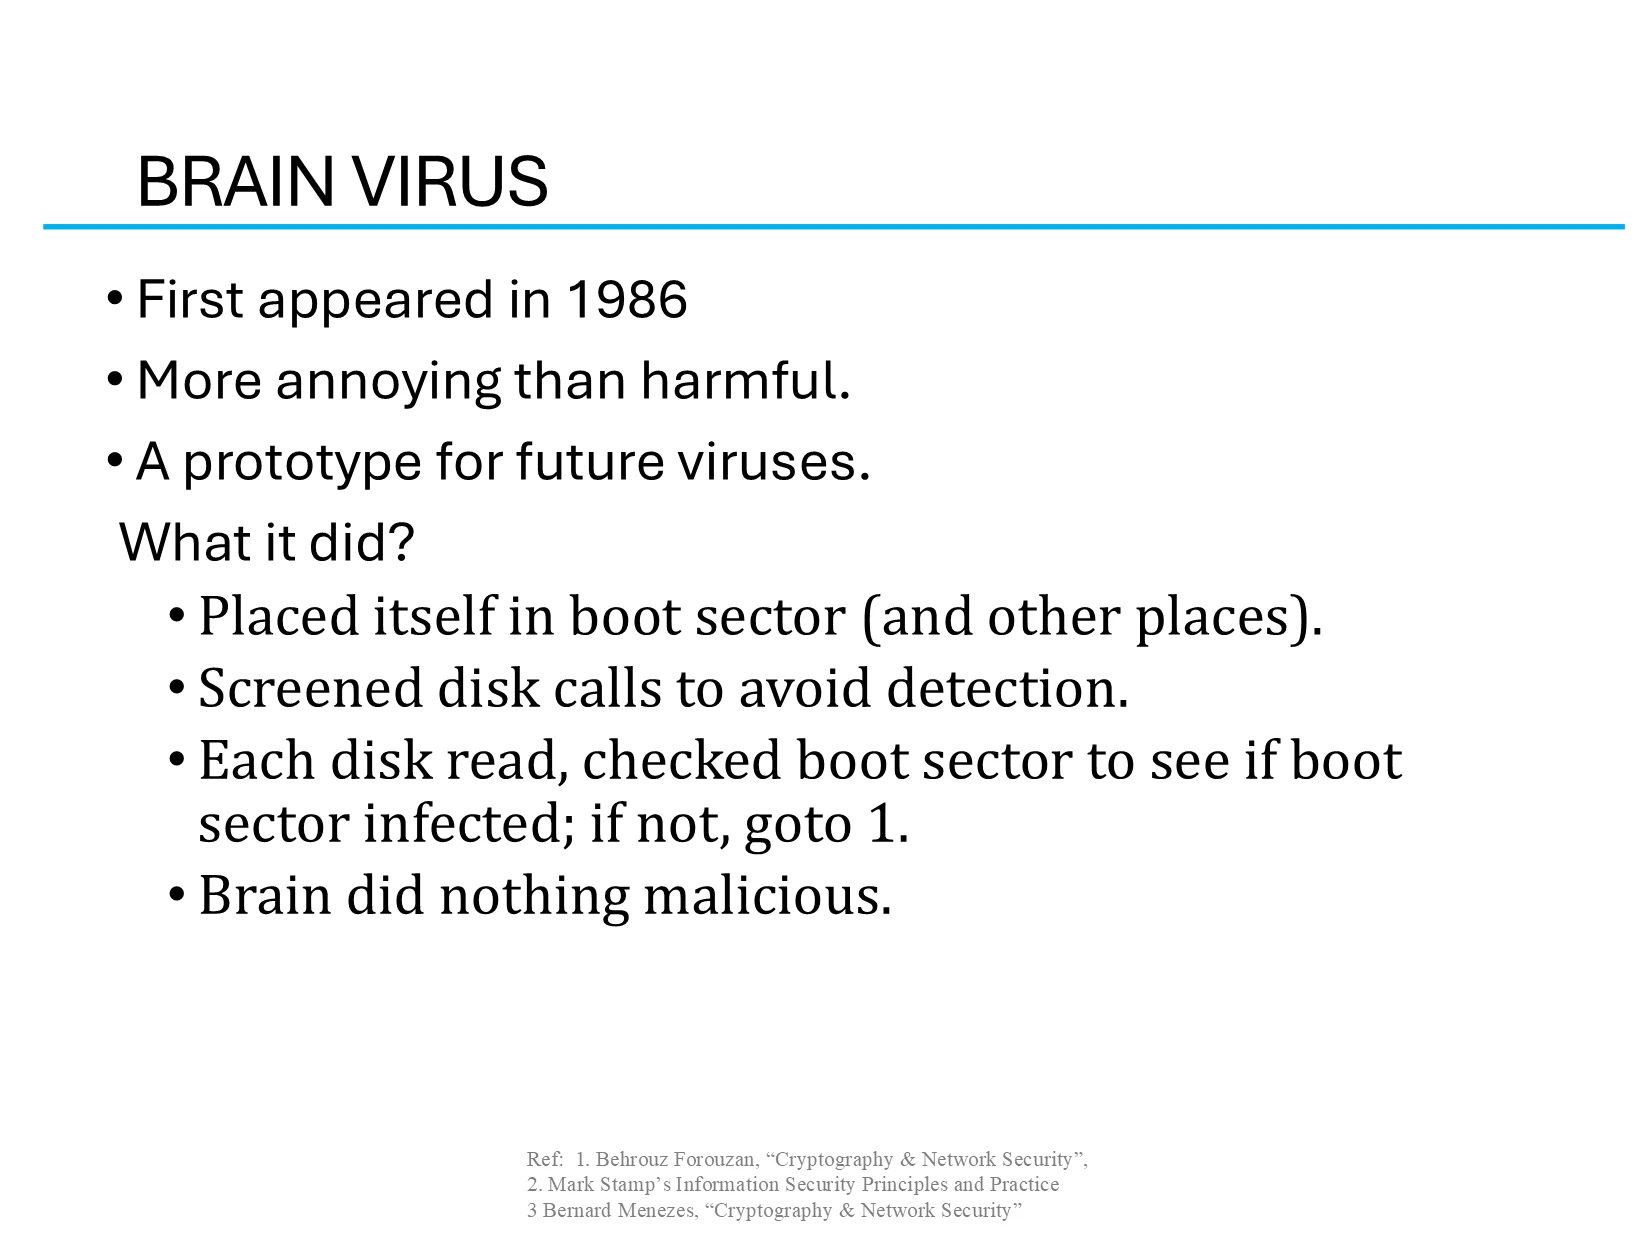 BRAIN VIRUS
• First appeared in 1986
• More annoying than harmful.
• A prototype for future viruses.
What it did?
• Placed itself in boot sector (and other places).
• Screened disk calls to avoid detection.
• Each disk read, checked boot sector to see if boot
sector infected; if not, goto 1.
• Brain did nothing malicious.
Ref:  1. Behrouz Forouzan, “Cryptography & Network Security”,
2. Mark Stamp’s Information Security Principles and Practice
3 Bernard Menezes, “Cryptography & Network Security”